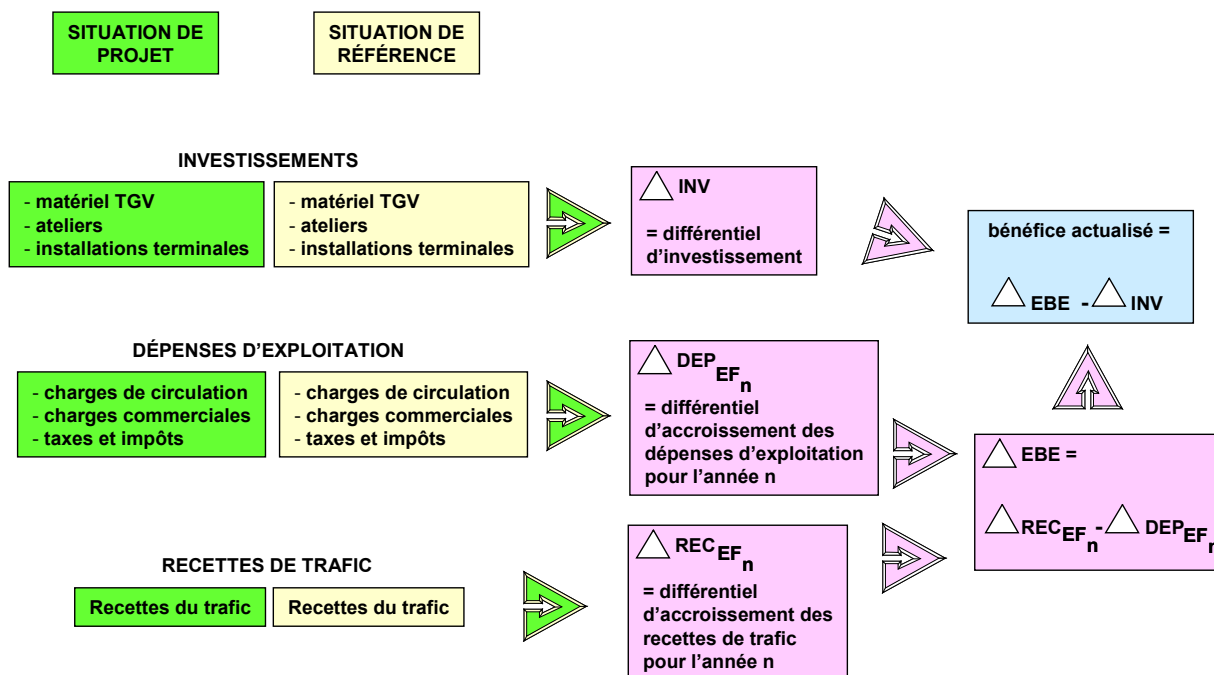 SITUATION DE
PROJET
SITUATION DE
RÉFÉRENCE
INVESTISSEMENTS
- matériel TGV
- ateliers
- installations terminales
- matériel TGV
- ateliers
- installations terminales
INV
= différentiel
d’investissement
bénéfice actualisé =
EBE - INV
DÉPENSES D’EXPLOITATION
- charges de circulation
- charges commerciales
- taxes et impôts
- charges de circulation
- charges commerciales
- taxes et impôts
DEP EF n
= différentiel
d’accroissement des
dépenses d’exploitation
pour l’année n
EBE =
REC EF n - DEP EF n
RECETTES DE TRAFIC
Recettes du trafic
Recettes du trafic
REC EF n
= différentiel
d’accroissement des
recettes de trafic
pour l’année n